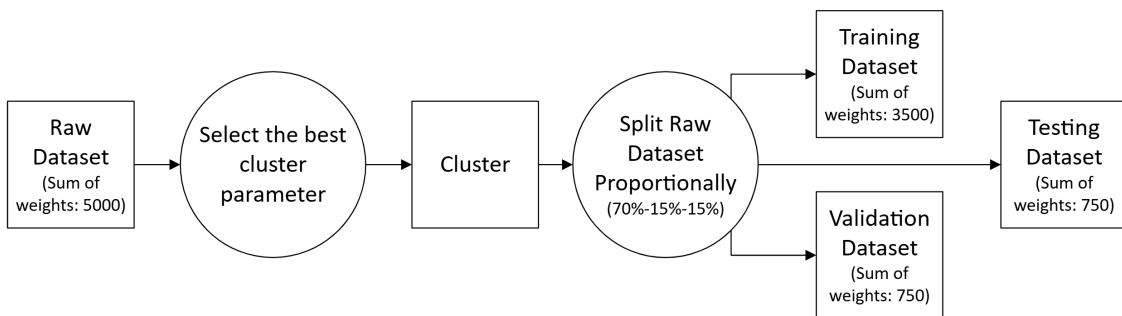 Raw
Dataset
(Sum of
weights: 5000)
Select the best
cluster
parameter
Cluster
Split Raw
Dataset
Proportionally
(70%-15%-15%)
Training
Dataset
(Sum of
weights: 3500)
Validation
Dataset
(Sum of
weights: 750)
Testing
Dataset
(Sum of
weights: 750)